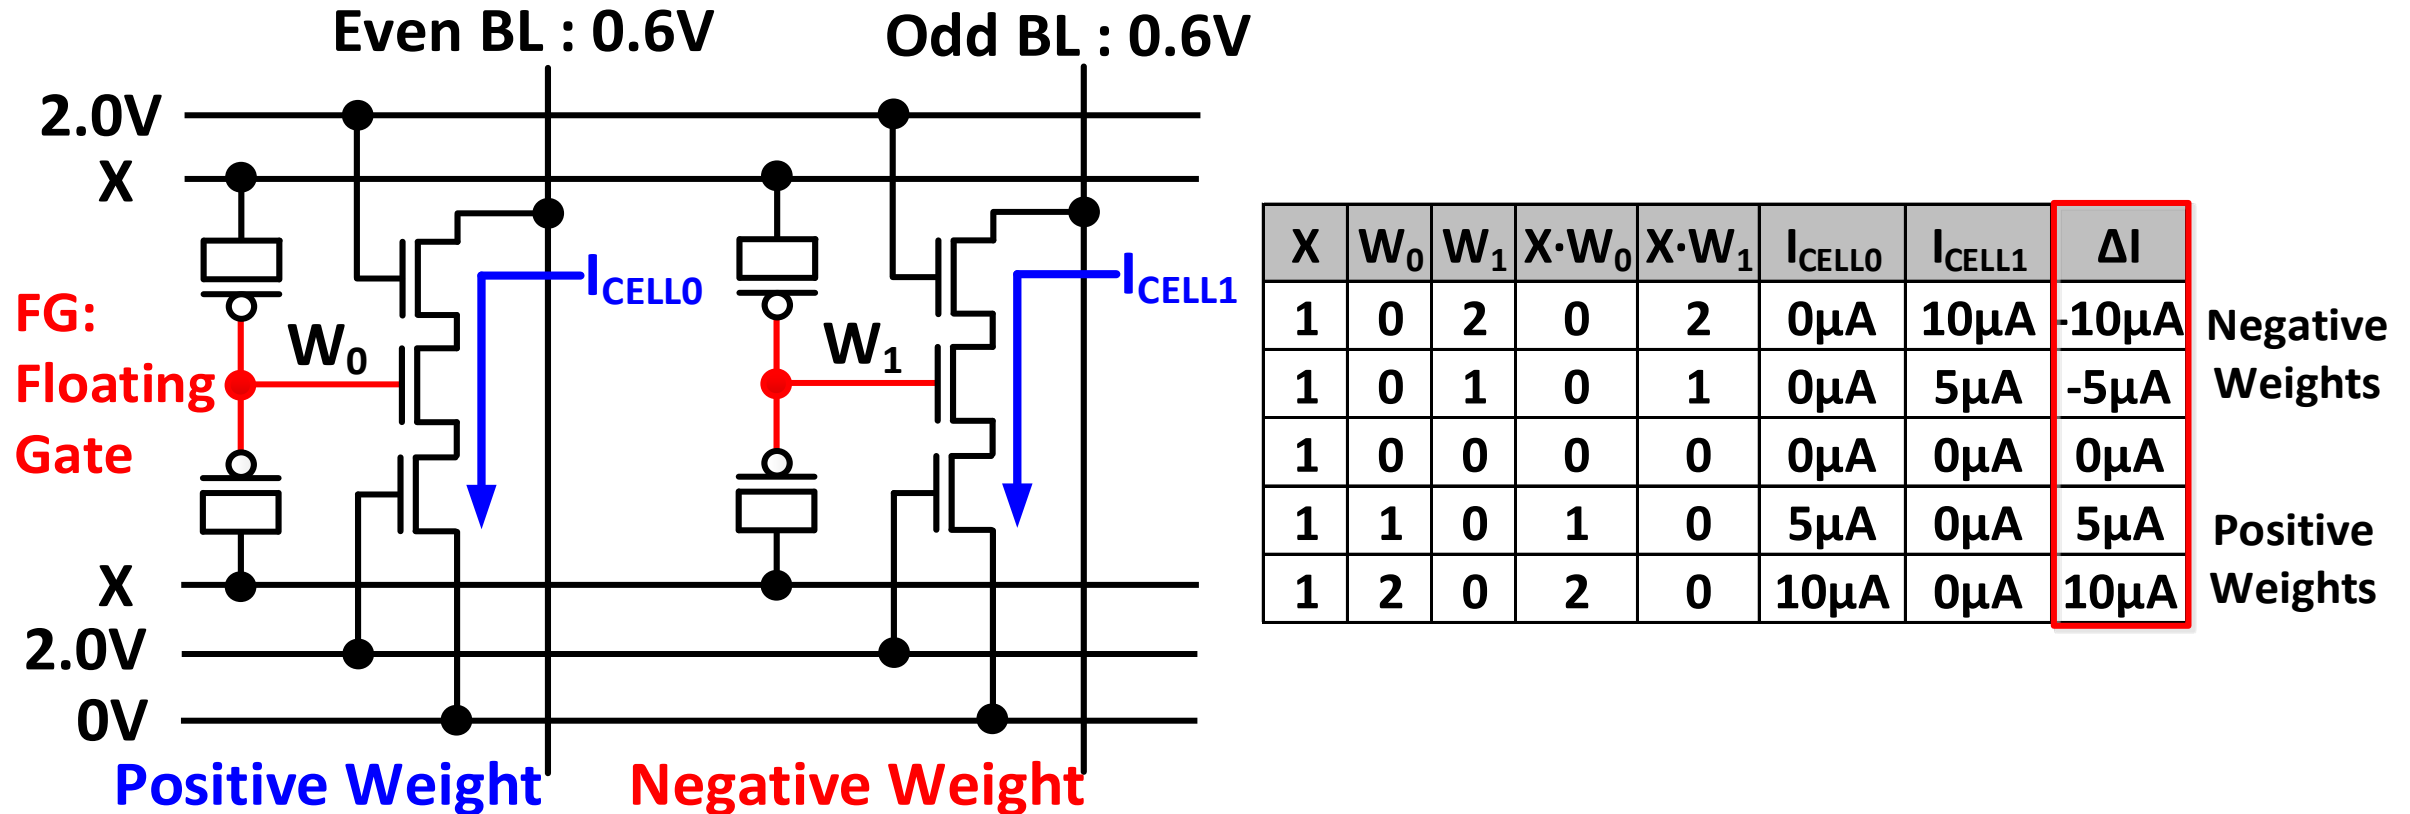 Even BL : 0.6V
Odd BL : 0.6V
2.0V
X
FG:
Floating
Gate
W0
ICELL0
W1
ICELL1
X
2.0V
0V
Positive Weight
Negative Weight
X W0 W1 X·W0 X·W1 ICELL0 ICELL1 ΔI
1 0 2 0 2 0μA 10μA -10μA
1 0 1 0 1 0μA 5μA -5μA
1 0 0 0 0 0μA 0μA 0μA
1 1 0 1 0 5μA 0μA 5μA
1 2 0 2 0 10μA 0μA 10μA
Negative
Weights
Positive
Weights